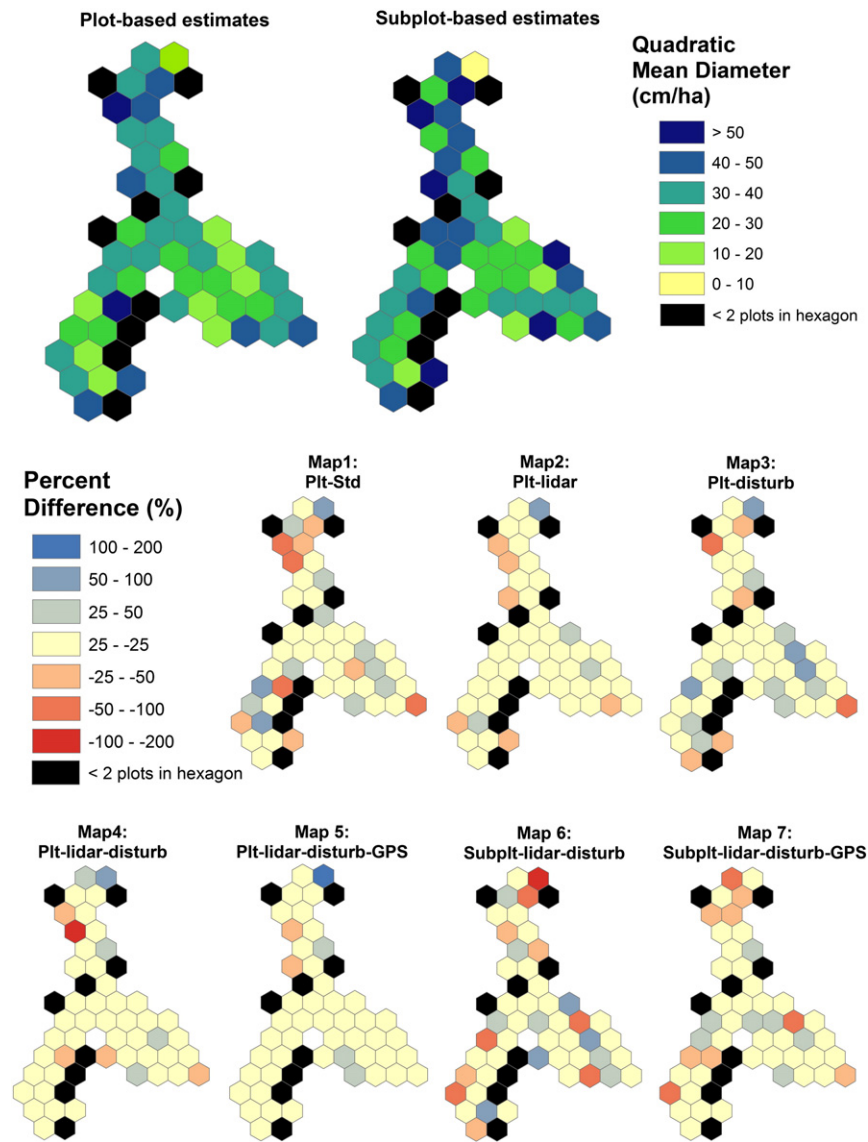 Plot-based estimates
Subplot-based estimates
Quadratic
Mean Diameter
(cm/ha)
> 50
40 - 50
30 - 40
20 - 30
10 - 20
0 - 10
< 2 plots in hexagon
Percent
Difference (%)
100 - 200
50 - 100
25 - 50
25 - -25
-25 - -50
-50 - -100
-100 - -200
< 2 plots in hexagon
Map1:
Plt-Std
Map2:
Plt-lidar
Map3:
Plt-disturb
Map4:
Plt-lidar-disturb
Map 5:
Plt-lidar-disturb-GPS
Map 6:
Subplt-lidar-disturb
Map 7:
Subplt-lidar-disturb-GPS